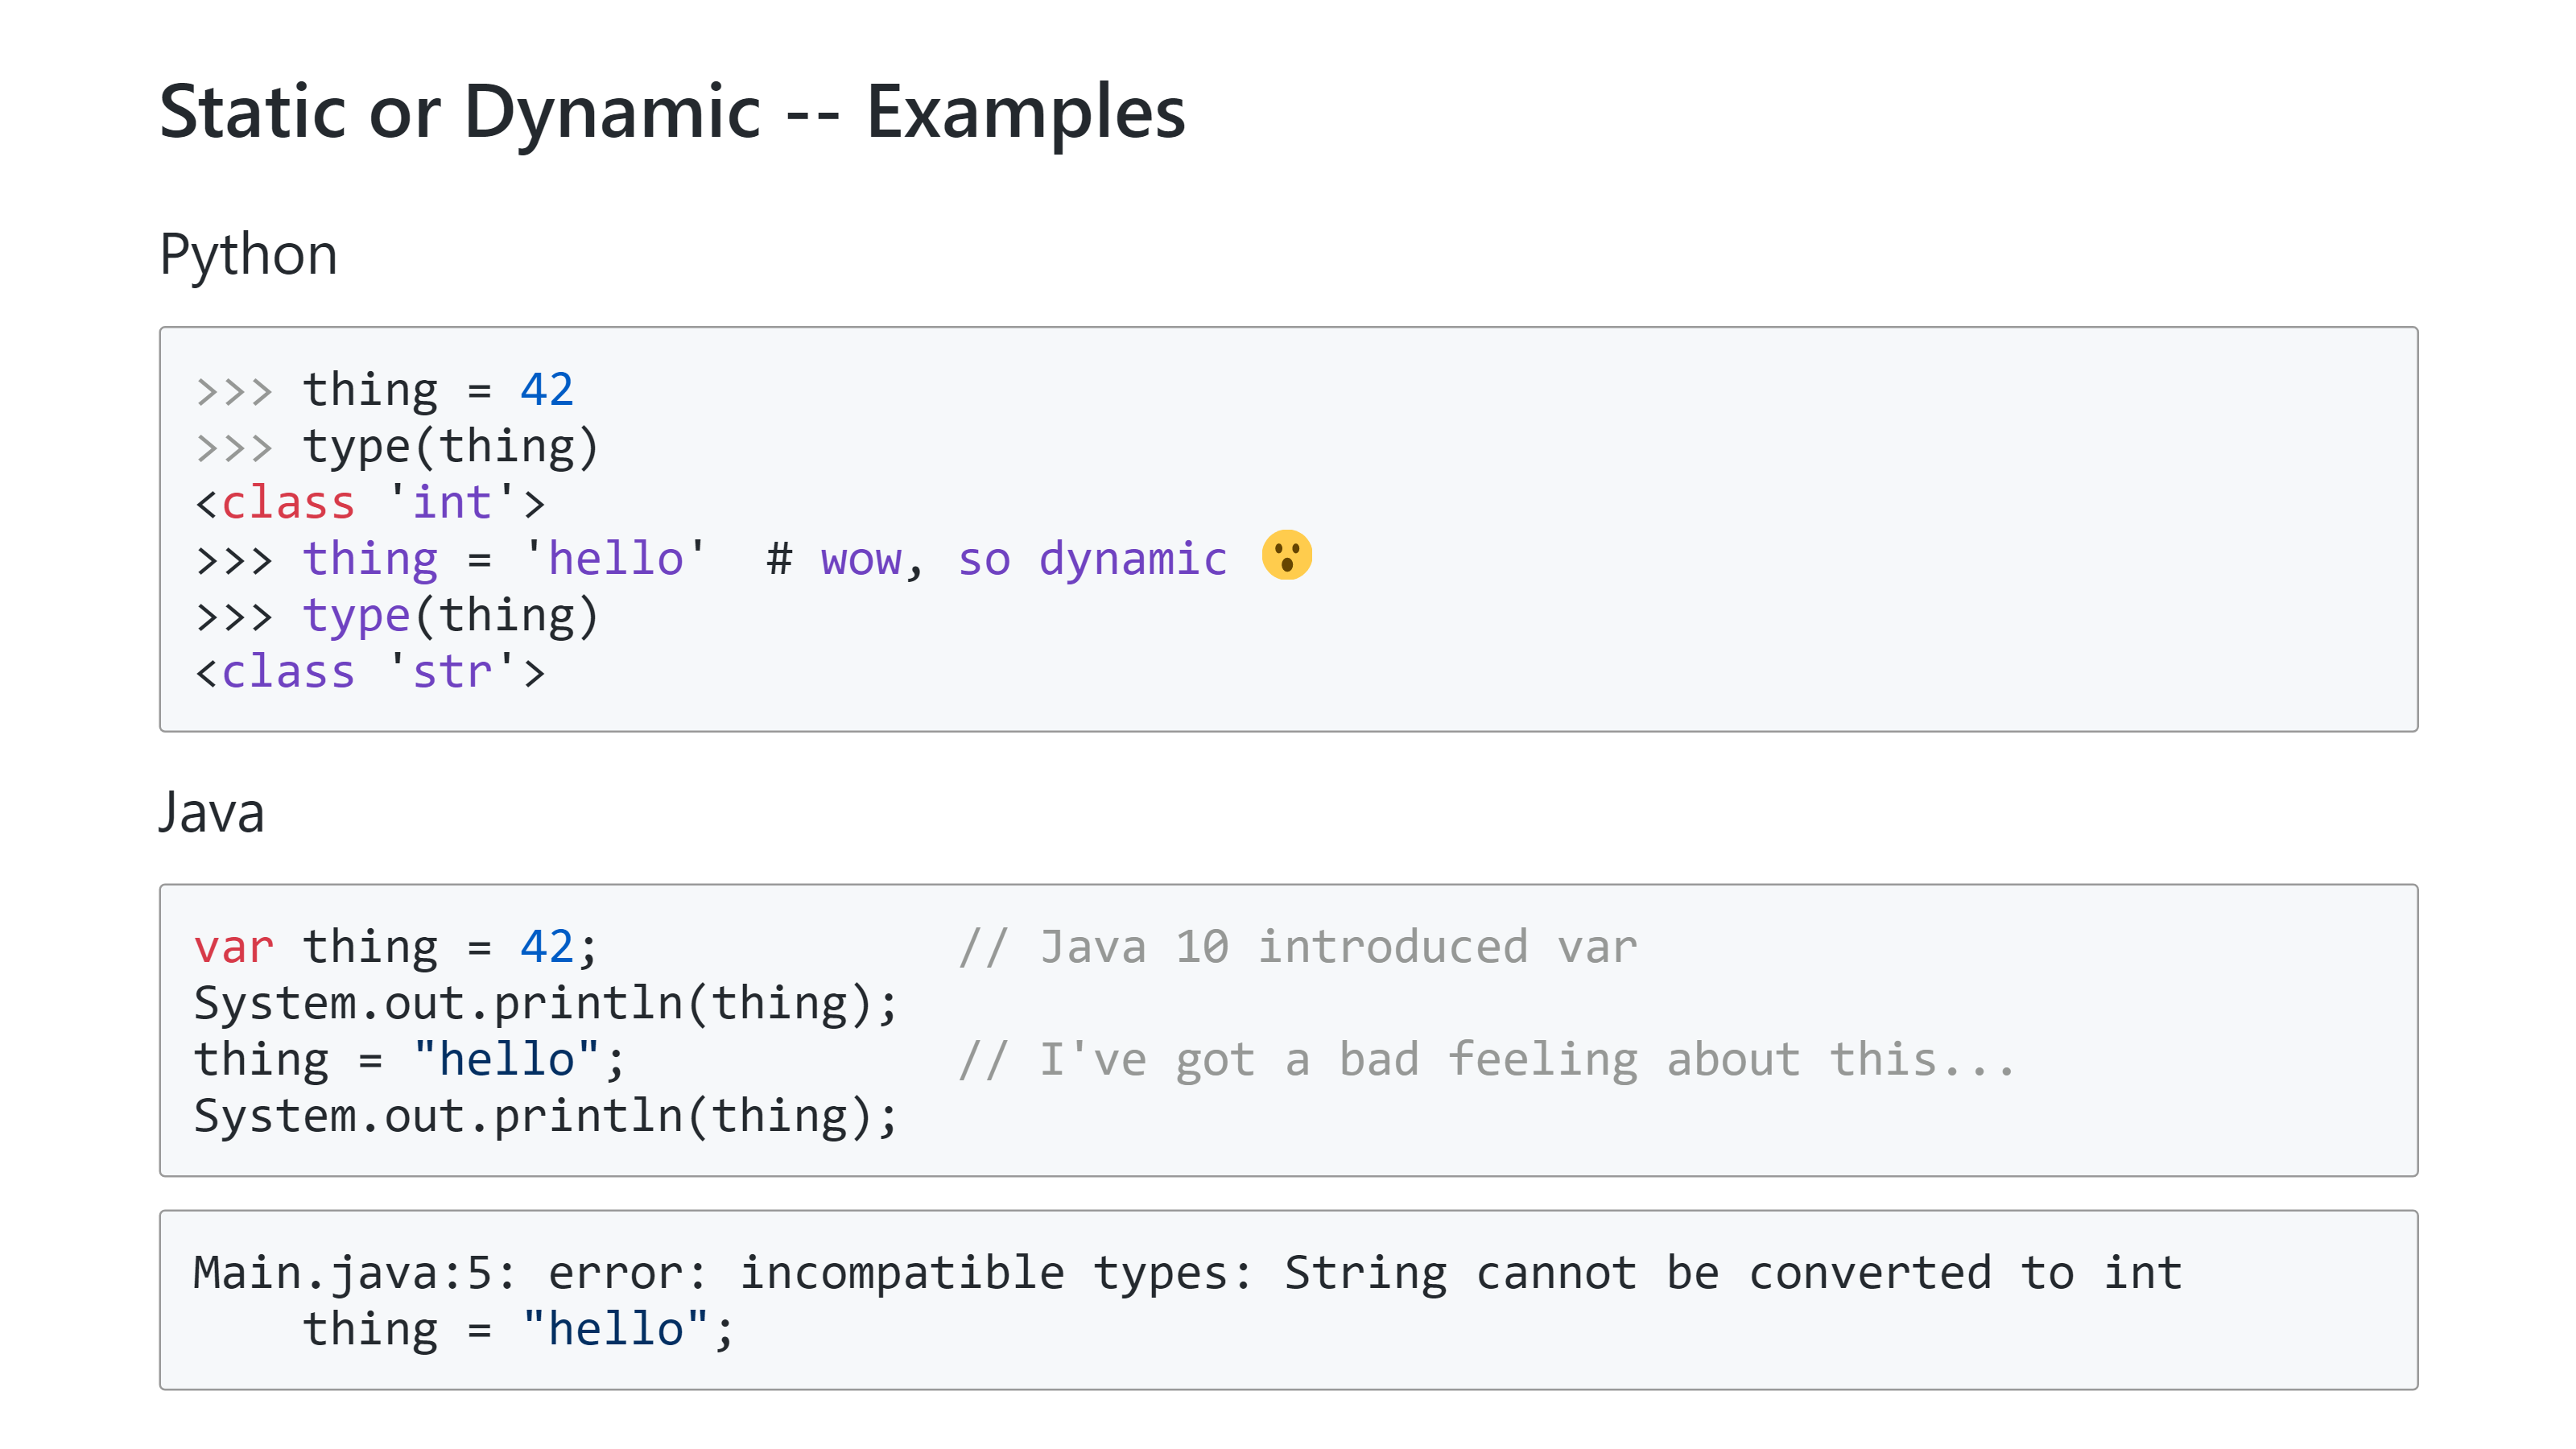 Static or Dynamic -- Examples
Python
>>> thing = 42
>>> type(thing)
<class 'int'>
>>> thing = 'hello'  # wow, so dynamic 😮
>>> type(thing)
<class 'str'>
Java
var thing = 42;             // Java 10 introduced var
System.out.println(thing);
thing = "hello";            // I've got a bad feeling about this...
System.out.println(thing);
Main.java:5: error: incompatible types: String cannot be converted to int
    thing = "hello";